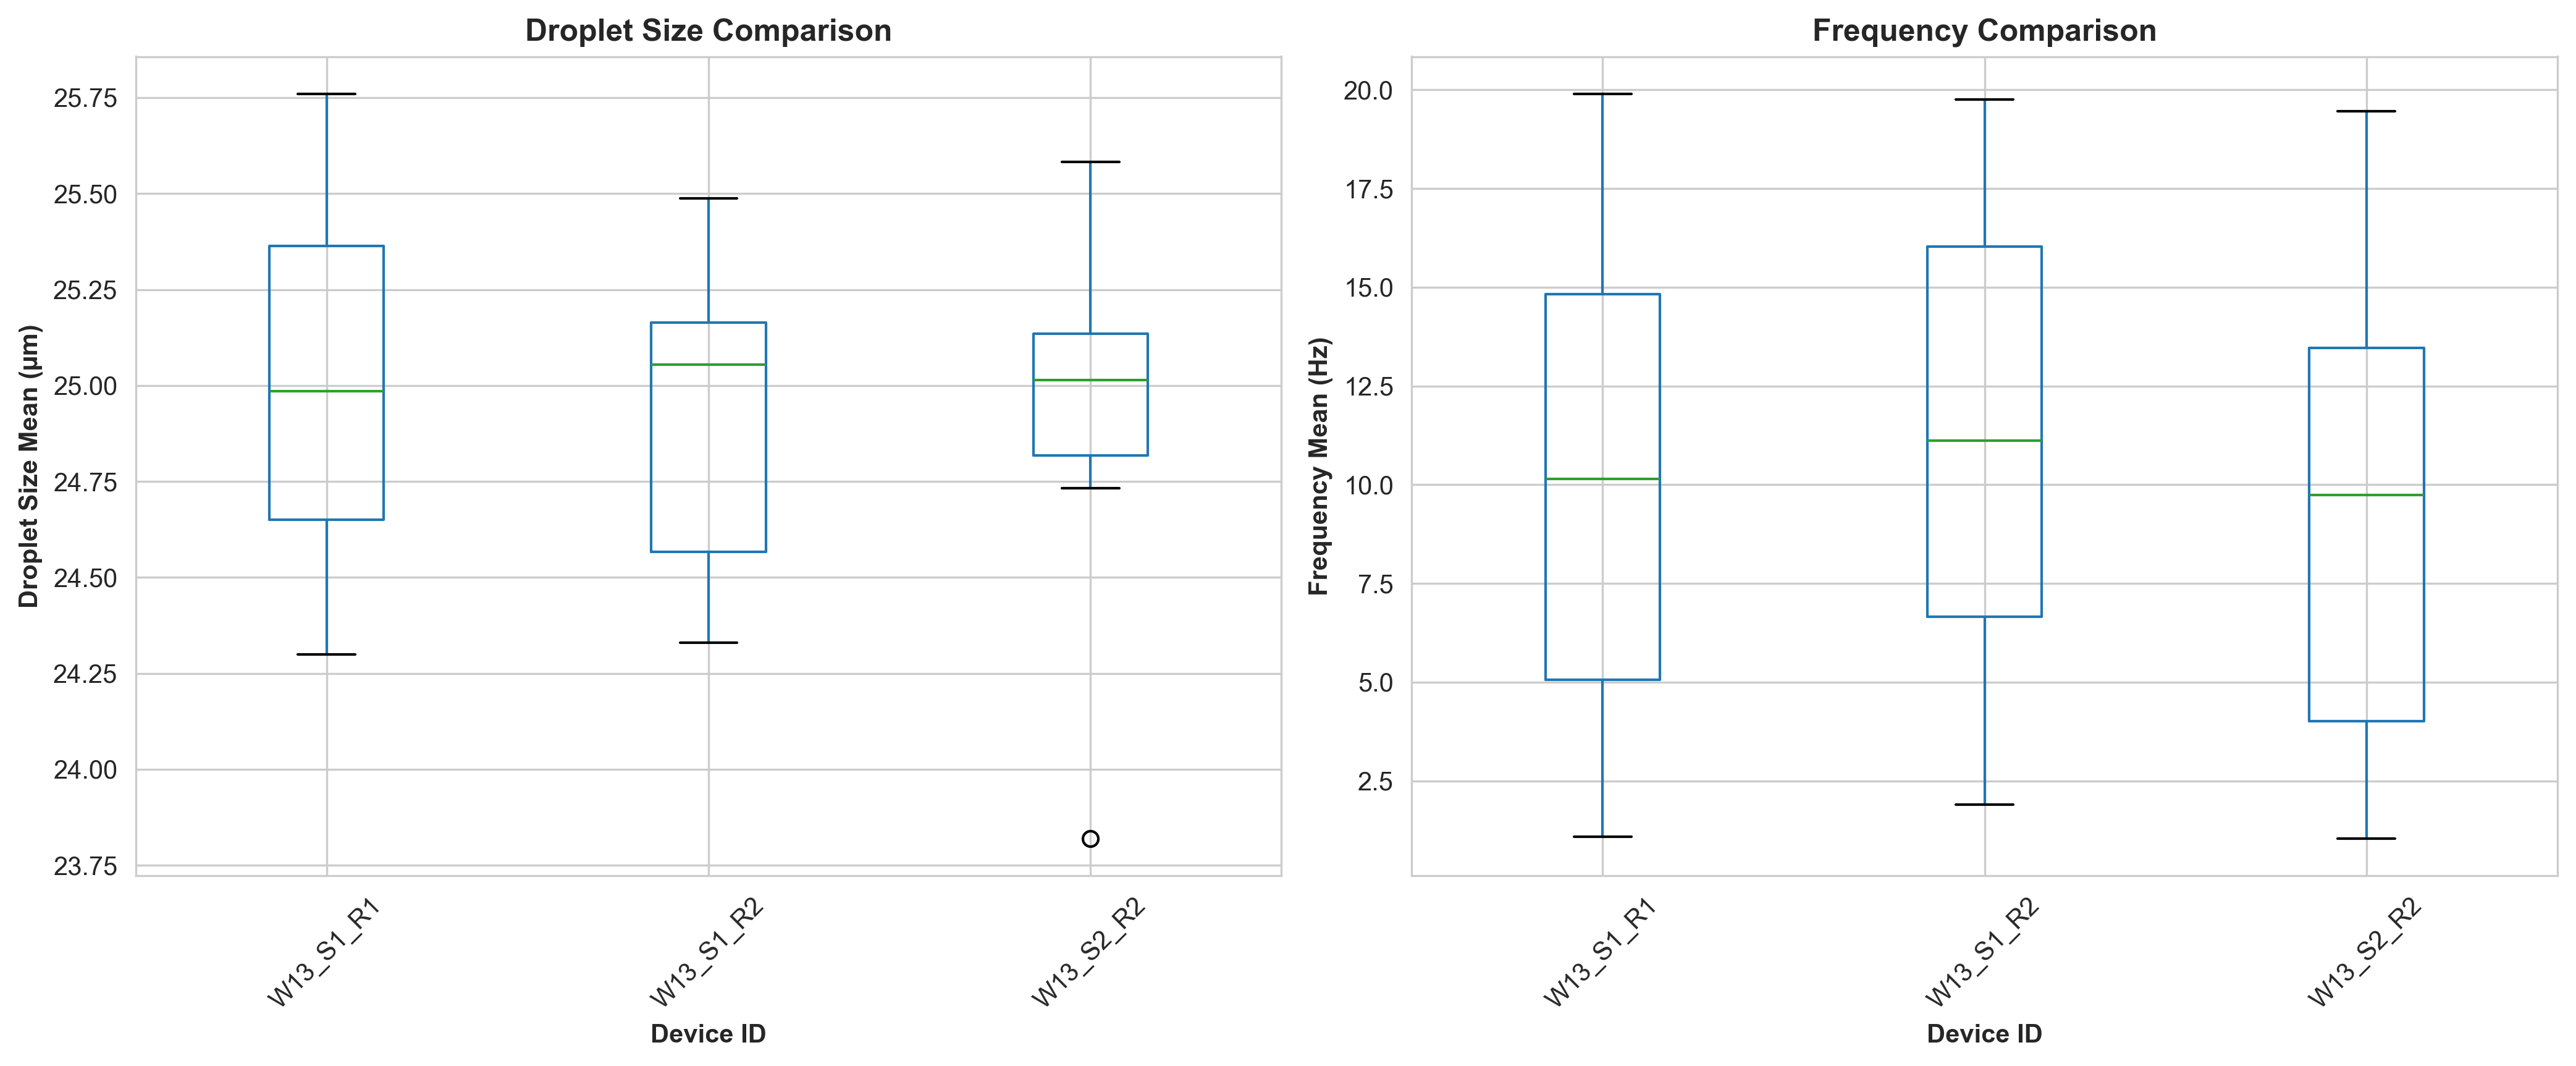 Droplet Size Comparison
Droplet Size Mean (µm)
25.75
25.50
25.25
25.00
24.75
24.50
24.25
24.00
23.75
W13_S1_R1
W13_S1_R2
W13_S2_R2
Device ID
Frequency Comparison
Frequency Mean (Hz)
20.0
17.5
15.0
12.5
10.0
7.5
5.0
2.5
W13_S1_R1
W13_S1_R2
W13_S2_R2
Device ID